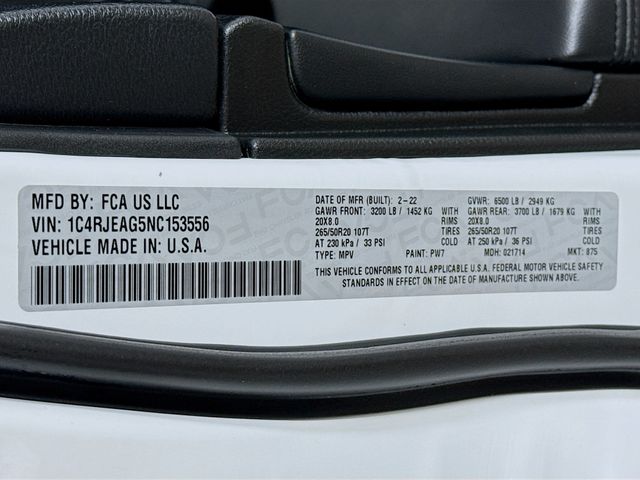 MFD BY: FCA US LLC
VIN: 1C4RJEAG5NC153556
VEHICLE MADE IN: U.S.A.
DATE OF MFR (BUILT): 2-22 GVWR: 6500 LB / 2949 KG
GAWR FRONT: 3200 LB / 1452 KG WITH GAWR REAR: 3700 LB / 1679 KG WITH
20X8.0 RIMS 20X8.0 RIMS
265/50R20 107T TIRES 265/50R20 107T TIRES
AT 230 kPa / 33 PSI COLD AT 250 kPa / 36 PSI COLD
TYPE: MPV PAINT: PW7 MDH: 021714 MKT: 875
THIS VEHICLE CONFORMS TO ALL APPLICABLE U.S.A. FEDERAL MOTOR VEHICLE SAFETY
STANDARDS IN EFFECT ON THE DATE OF MANUFACTURE SHOWN ABOVE.